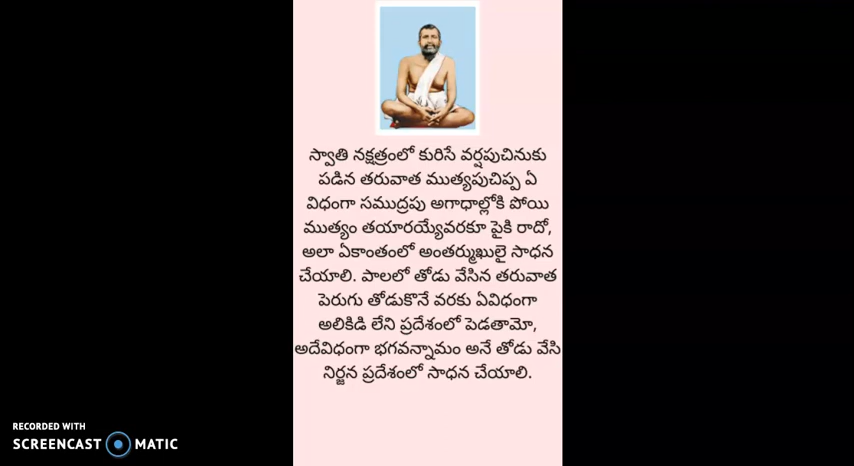 స్వాతి నక్షత్రంలో కురిసే వర్షపుచినుకు
పడిన తరువాత ముత్యపుచిప్ప ఏ
విధంగా సముద్రపు అగాధాల్లోకి పోయి
ముత్యం తయారయ్యేవరకూ పైకి రాదో,
అలా ఏకాంతంలో అంతర్ముఖులై సాధన
చేయాలి. పాలలో తోడు వేసిన తరువాత
పెరుగు తోడుకొనే వరకు ఏవిధంగా
అలికిడి లేని ప్రదేశంలో పెడతామో,
అదేవిధంగా భగవన్నామం అనే తోడు వేసి
నిర్జన ప్రదేశంలో సాధన చేయాలి.
RECORDED WITH
SCREENCAST MATIC